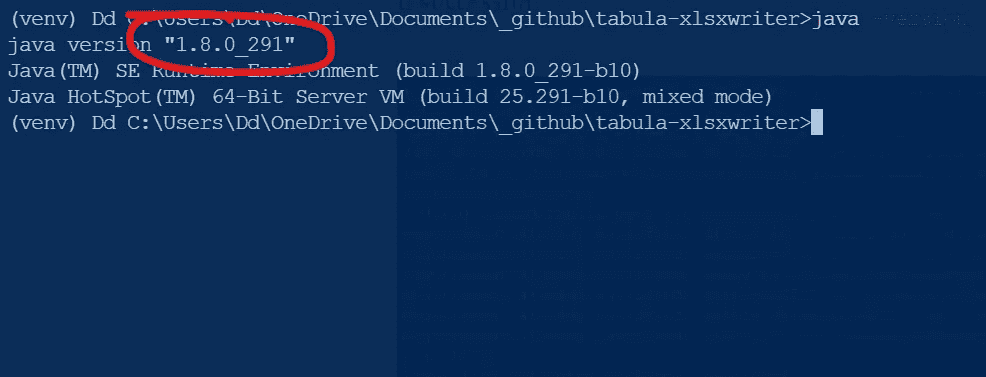 (venv) Dd C:\Users\Dd\OneDrive\Documents\_github\tabula-xlsxwriter>java -version
java version "1.8.0_291"
Java(TM) SE Runtime Environment (build 1.8.0_291-b10)
Java HotSpot(TM) 64-Bit Server VM (build 25.291-b10, mixed mode)
(venv) Dd C:\Users\Dd\OneDrive\Documents\_github\tabula-xlsxwriter>